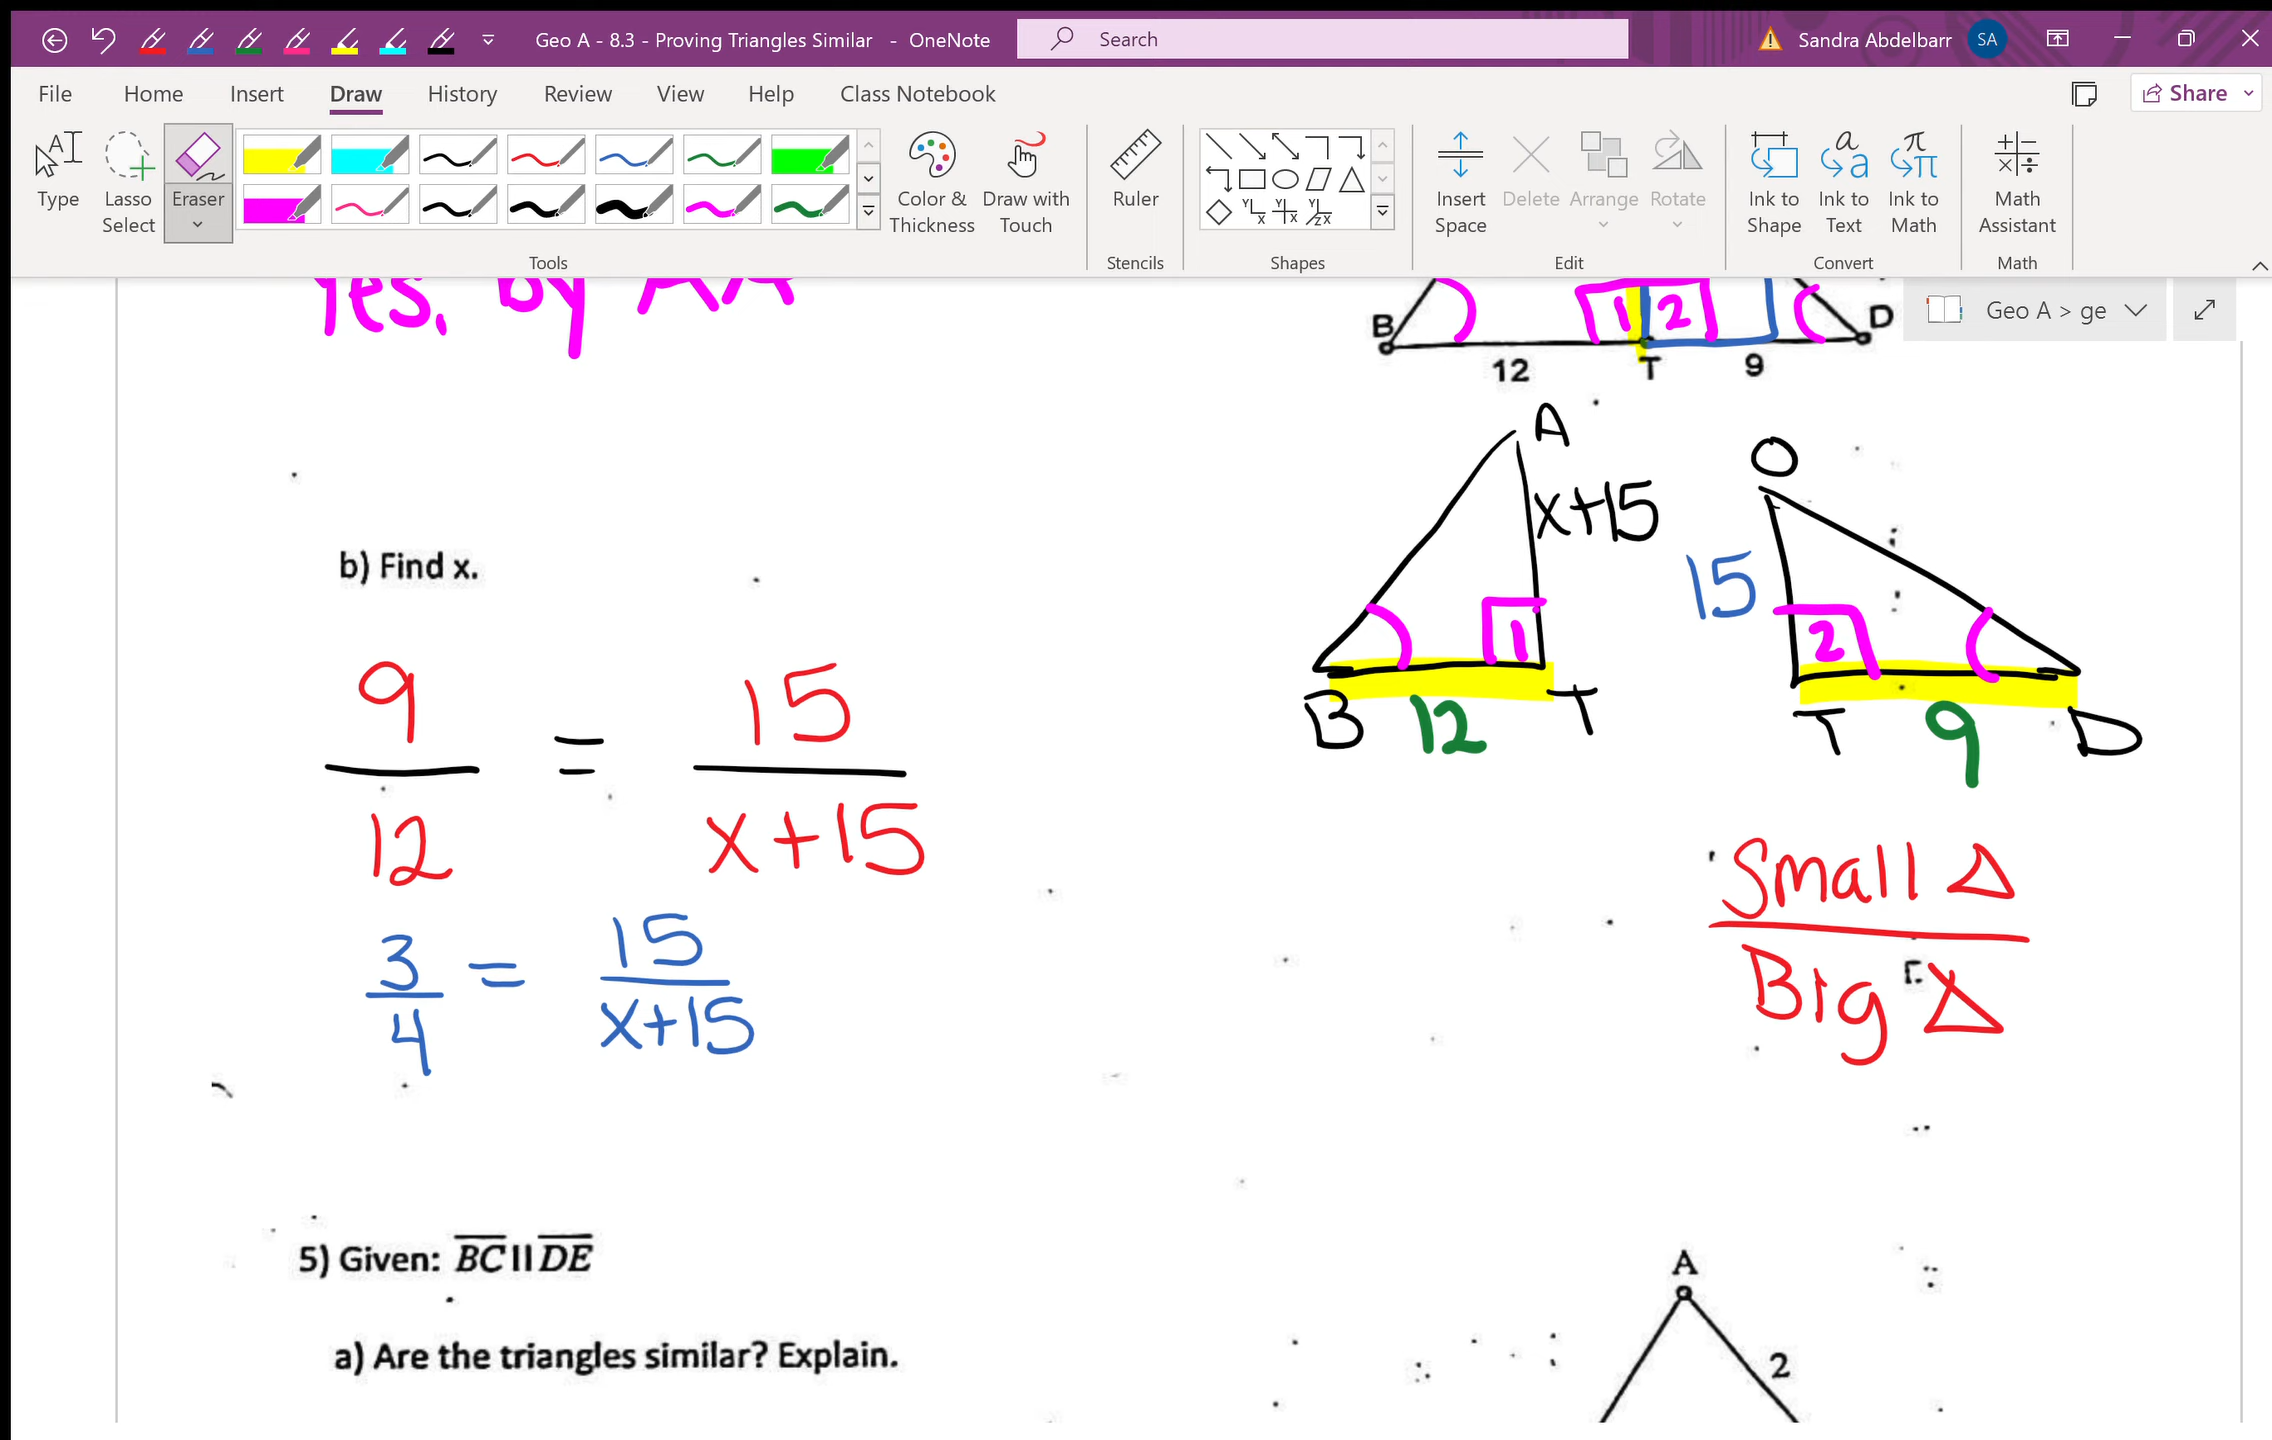 Geo A - 8.3 - Proving Triangles Similar - OneNote
Search
Sandra Abdelbarr SA
File Home Insert Draw History Review View Help Class Notebook
Share
Type
Lasso Select
Eraser
Color & Thickness
Draw with Touch
Ruler
Insert Space
Delete
Arrange
Rotate
Ink to Shape
Ink to Text
Ink to Math
Math Assistant
Tools
Stencils
Shapes
Edit
Convert
Math
Geo A > ge
Yes, by AA
B 1 2 D
12 T 9
A
x+15
O
15
1
2
B 12 T
T 9 D
b) Find x.
9/12 = 15/x+15
Small Δ
Big Δ
3/4 = 15/x+15
5) Given: BC || DE
A
2
a) Are the triangles similar? Explain.